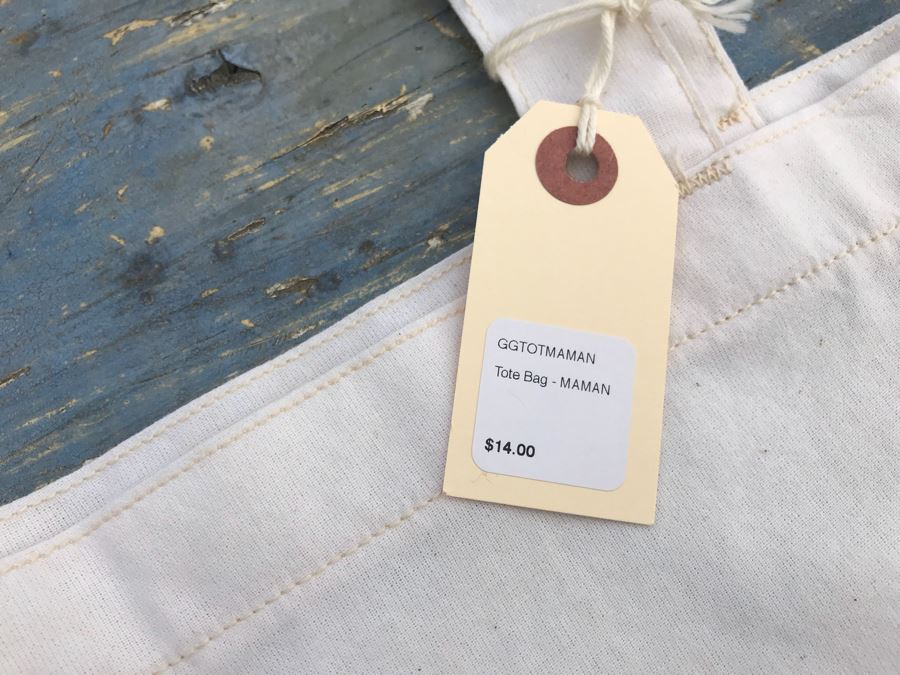 GGTOTMAMAN
Tote Bag - MAMAN
$14.00